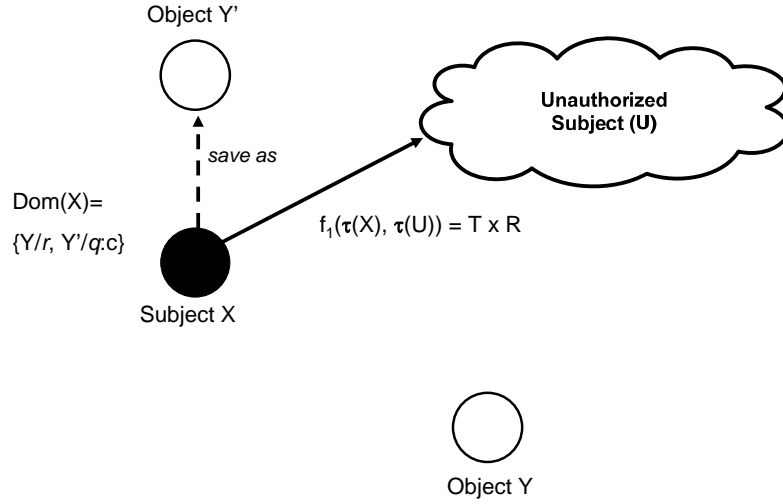 Object Y’
Unauthorized
Subject (U)
save as
Dom(X)=
{Y/r, Y’/q:c}
f₁(τ(X), τ(U)) = T x R
Subject X
Object Y